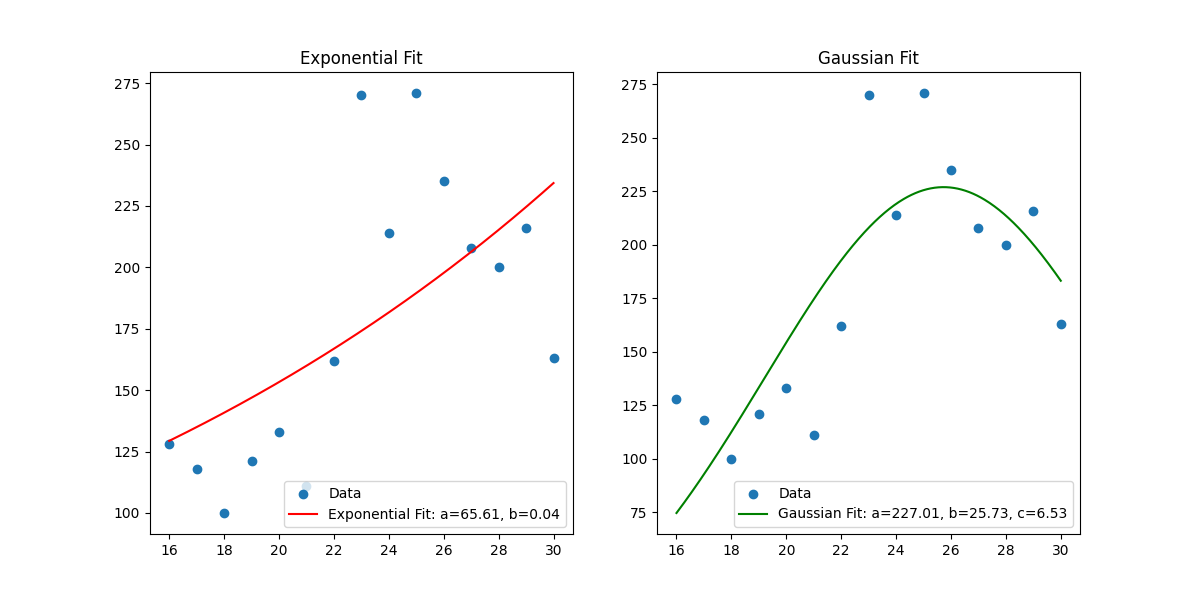 Exponential Fit
275
250
225
200
175
150
125
100
16 18 20 22 24 26 28 30
Data
Exponential Fit: a=65.61, b=0.04
Gaussian Fit
275
250
225
200
175
150
125
100
75
16 18 20 22 24 26 28 30
Data
Gaussian Fit: a=227.01, b=25.73, c=6.53